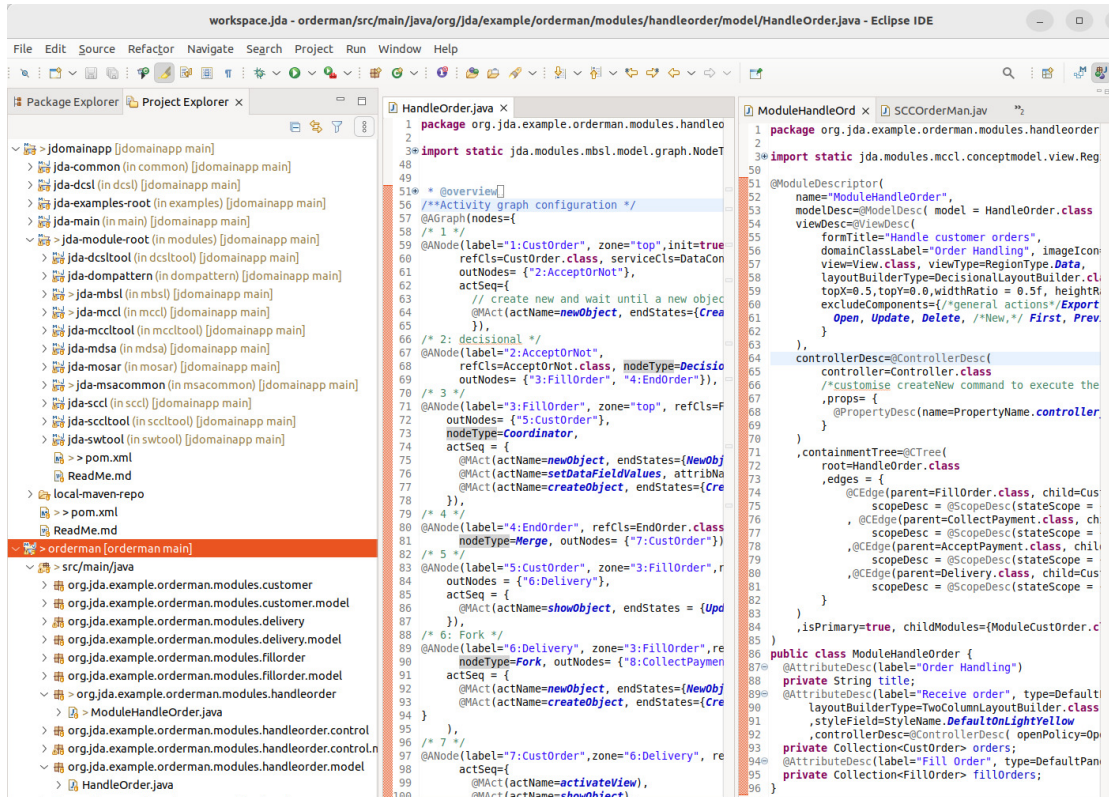 workspace.jda - orderman/src/main/java/org/jda/example/orderman/modules/handleorder/model/HandleOrder.java - Eclipse IDE
File Edit Source Refactor Navigate Search Project Run Window Help
Package Explorer Project Explorer
> jdomainapp [jdomainapp main]
jda-common (in common) [jdomainapp main]
jda-dcsl (in dcsl) [jdomainapp main]
jda-examples-root (in examples) [jdomainapp main]
jda-main (in main) [jdomainapp main]
> jda-module-root (in modules) [jdomainapp main]
jda-dcsltool (in dcsltool) [jdomainapp main]
jda-dompattern (in dompattern) [jdomainapp main]
> jda-mbsl (in mbsl) [jdomainapp main]
> jda-mccl (in mccl) [jdomainapp main]
jda-mccltool (in mccltool) [jdomainapp main]
jda-mdsa (in mdsa) [jdomainapp main]
jda-mosar (in mosar) [jdomainapp main]
> jda-msacommon (in msacommon) [jdomainapp main]
jda-sccl (in sccl) [jdomainapp main]
jda-sccltool (in sccltool) [jdomainapp main]
jda-swtool (in swtool) [jdomainapp main]
> > pom.xml
ReadMe.md
local-maven-repo
> > pom.xml
ReadMe.md
> orderman [orderman main]
> src/main/java
org.jda.example.orderman.modules.customer
org.jda.example.orderman.modules.customer.model
org.jda.example.orderman.modules.delivery
org.jda.example.orderman.modules.delivery.model
org.jda.example.orderman.modules.fillorder
org.jda.example.orderman.modules.fillorder.model
> org.jda.example.orderman.modules.handleorder
> ModuleHandleOrder.java
org.jda.example.orderman.modules.handleorder.control
org.jda.example.orderman.modules.handleorder.control.n
org.jda.example.orderman.modules.handleorder.model
HandleOrder.java
HandleOrder.java
1 package org.jda.example.orderman.modules.handleo
2
3 import static jda.modules.mbsl.model.graph.NodeT
48
49
51 * @overview
56 /**Activity graph configuration */
57 @AGraph(nodes={
58 /* 1 */
59 @ANode(label="1:CustOrder", zone="top",init=true
60 refCls=CustOrder.class, serviceCls=DataCon
61 outNodes= {"2:AcceptOrNot"},
62 actSeq={
63 // create new and wait until a new objec
64 @MAct(actName=newObject, endStates={Crea
65 }),
66 /* 2: decisional */
67 @ANode(label="2:AcceptOrNot",
68 refCls=AcceptOrNot.class, nodeType=Decisio
69 outNodes= {"3:FillOrder", "4:EndOrder"}),
70 /* 3 */
71 @ANode(label="3:FillOrder", zone="top", refCls=F
72 outNodes= {"5:CustOrder"},
73 nodeType=Coordinator,
74 actSeq = {
75 @MAct(actName=newObject, endStates={NewObj
76 @MAct(actName=setDataFieldValues, attribNa
77 @MAct(actName=createObject, endStates={Cre
78 }),
79 /* 4 */
80 @ANode(label="4:EndOrder", refCls=EndOrder.class
81 nodeType=Merge, outNodes= {"7:CustOrder"})
82 /* 5 */
83 @ANode(label="5:CustOrder", zone="3:FillOrder",r
84 outNodes = {"6:Delivery"},
85 actSeq = {
86 @MAct(actName=showObject, endStates = {Upd
87 }),
88 /* 6: Fork */
89 @ANode(label="6:Delivery", zone="3:FillOrder",re
90 nodeType=Fork, outNodes= {"8:CollectPaymen
91 actSeq = {
92 @MAct(actName=newObject, endStates={NewObj
93 @MAct(actName=createObject, endStates={Cre
94 }
95 ),
96 /* 7 */
97 @ANode(label="7:CustOrder",zone="6:Delivery", re
98 actSeq={
99 @MAct(actName=activateView),
100 @MAct(actName=showObject)
ModuleHandleOrd SCCOrderMan.jav »2
1 package org.jda.example.orderman.modules.handleorder
2
3 import static jda.modules.mccl.conceptmodel.view.Reg
50
51 @ModuleDescriptor(
52 name="ModuleHandleOrder",
53 modelDesc=@ModelDesc( model = HandleOrder.class
54 viewDesc=@ViewDesc(
55 formTitle="Handle customer orders",
56 domainClassLabel="Order Handling", imageIcon=
57 view=View.class, viewType=RegionType.Data,
58 layoutBuilderType=DecisionalLayoutBuilder.cl
59 topX=0.5,topY=0.0,widthRatio = 0.5f, heightR
60 excludeComponents={/*general actions*/Export
61 Open, Update, Delete, /*New,*/ First, Prev
62 }
63 ),
64 controllerDesc=@ControllerDesc(
65 controller=Controller.class
66 /*customise createNew command to execute the
67 ,props= {
68 @PropertyDesc(name=PropertyName.controller
69 }
70 )
71 ,containmentTree=@CTree(
72 root=HandleOrder.class
73 ,edges = {
74 @CEdge(parent=FillOrder.class, child=Cus
75 scopeDesc = @ScopeDesc(stateScope =
76 , @CEdge(parent=CollectPayment.class, ch
77 scopeDesc = @ScopeDesc(stateScope =
78 ,@CEdge(parent=AcceptPayment.class, chil
79 scopeDesc = @ScopeDesc(stateScope =
80 ,@CEdge(parent=Delivery.class, child=Cus
81 scopeDesc = @ScopeDesc(stateScope =
82 }
83 )
84 ,isPrimary=true, childModules={ModuleCustOrder.c
85 )
86 public class ModuleHandleOrder {
87 @AttributeDesc(label="Order Handling")
88 private String title;
89 @AttributeDesc(label="Receive order", type=Default
90 layoutBuilderType=TwoColumnLayoutBuilder.class
91 ,styleField=StyleName.DefaultOnLightYellow
92 ,controllerDesc=@ControllerDesc( openPolicy=Op
93 private Collection<CustOrder> orders;
94 @AttributeDesc(label="Fill Order", type=DefaultPan
95 private Collection<FillOrder> fillOrders;
96 }